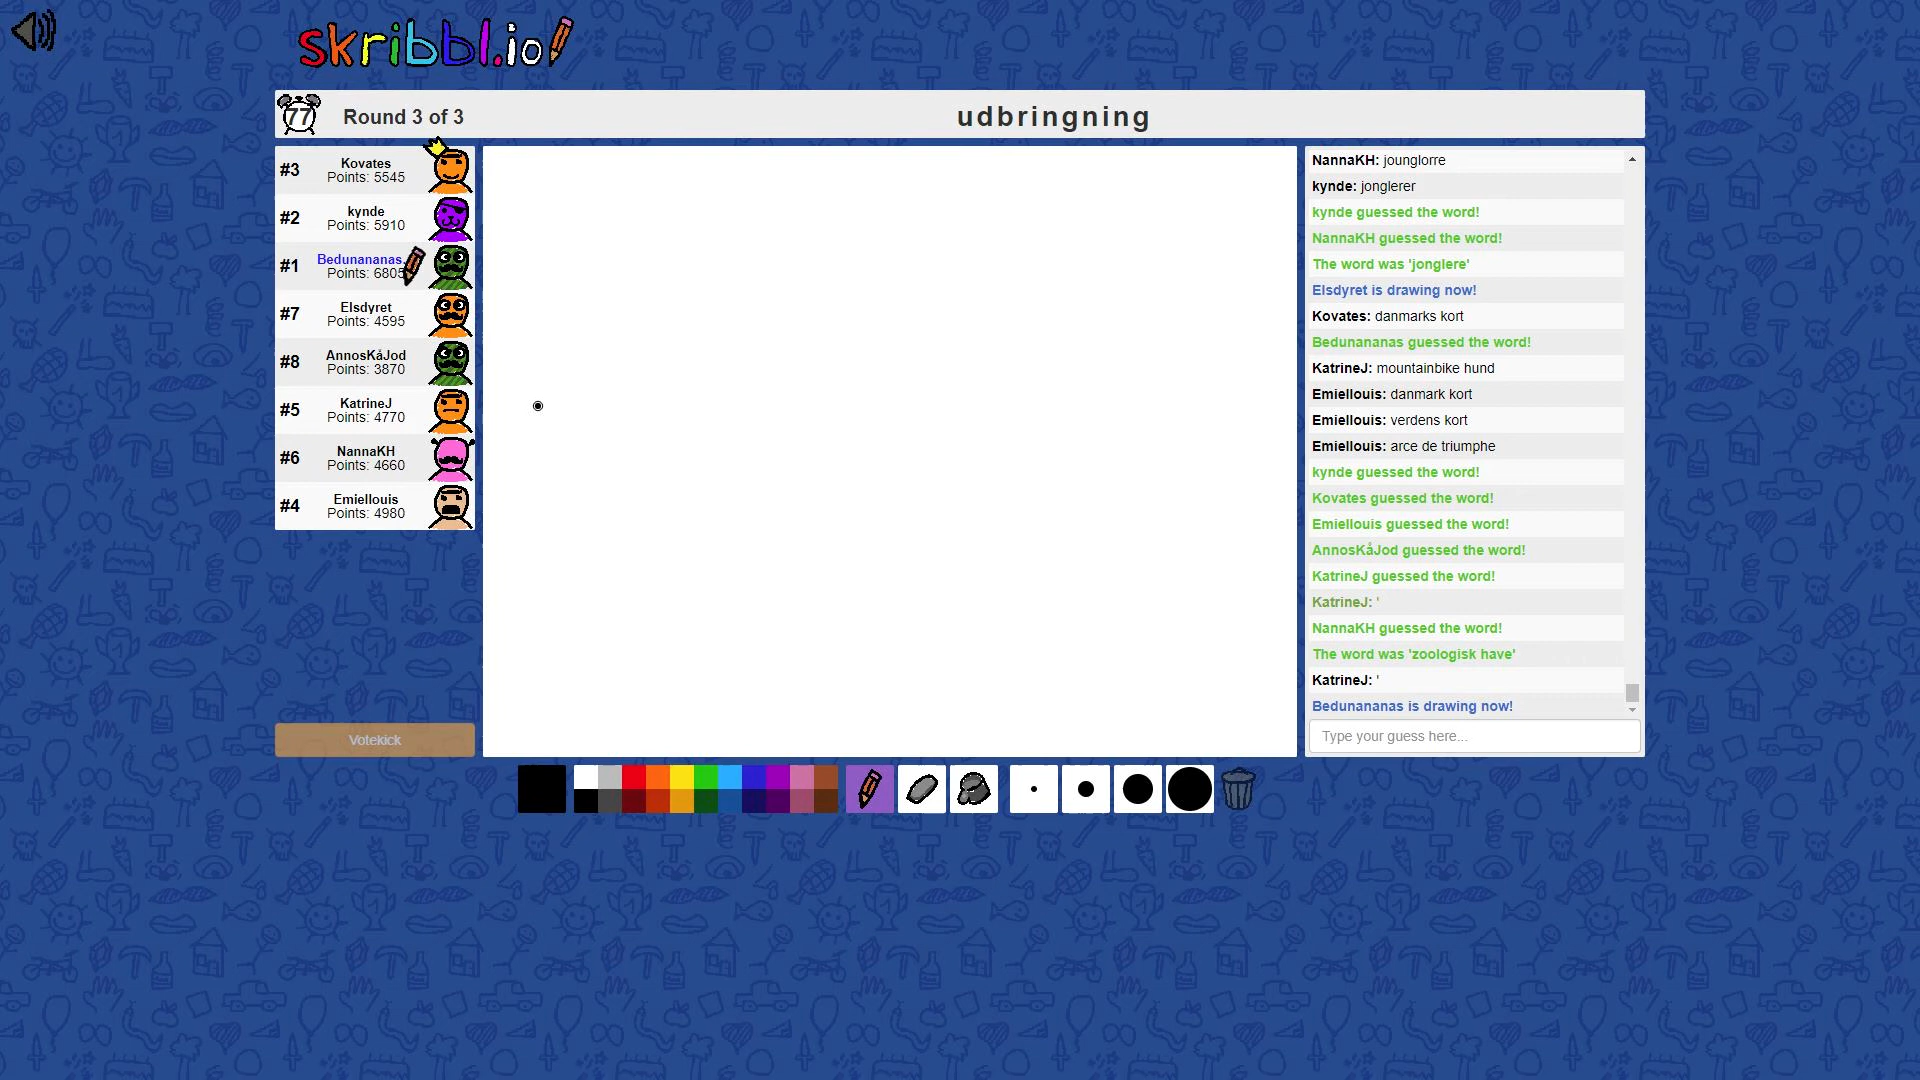 skribbl.io
77
Round 3 of 3
udbringning
#3
Kovates
Points: 5545
#2
kynde
Points: 5910
#1
Bedunananas.
Points: 6805
#7
Elsdyret
Points: 4595
#8
AnnosKåJod
Points: 3870
#5
KatrineJ
Points: 4770
#6
NannaKH
Points: 4660
#4
Emiellouis
Points: 4980
Votekick
NannaKH: jounglorre
kynde: jonglerer
kynde guessed the word!
NannaKH guessed the word!
The word was 'jonglere'
Elsdyret is drawing now!
Kovates: danmarks kort
Bedunananas guessed the word!
KatrineJ: mountainbike hund
Emiellouis: danmark kort
Emiellouis: verdens kort
Emiellouis: arce de triumphe
kynde guessed the word!
Kovates guessed the word!
Emiellouis guessed the word!
AnnosKåJod guessed the word!
KatrineJ guessed the word!
KatrineJ: '
NannaKH guessed the word!
The word was 'zoologisk have'
KatrineJ: '
Bedunananas is drawing now!
Type your guess here...